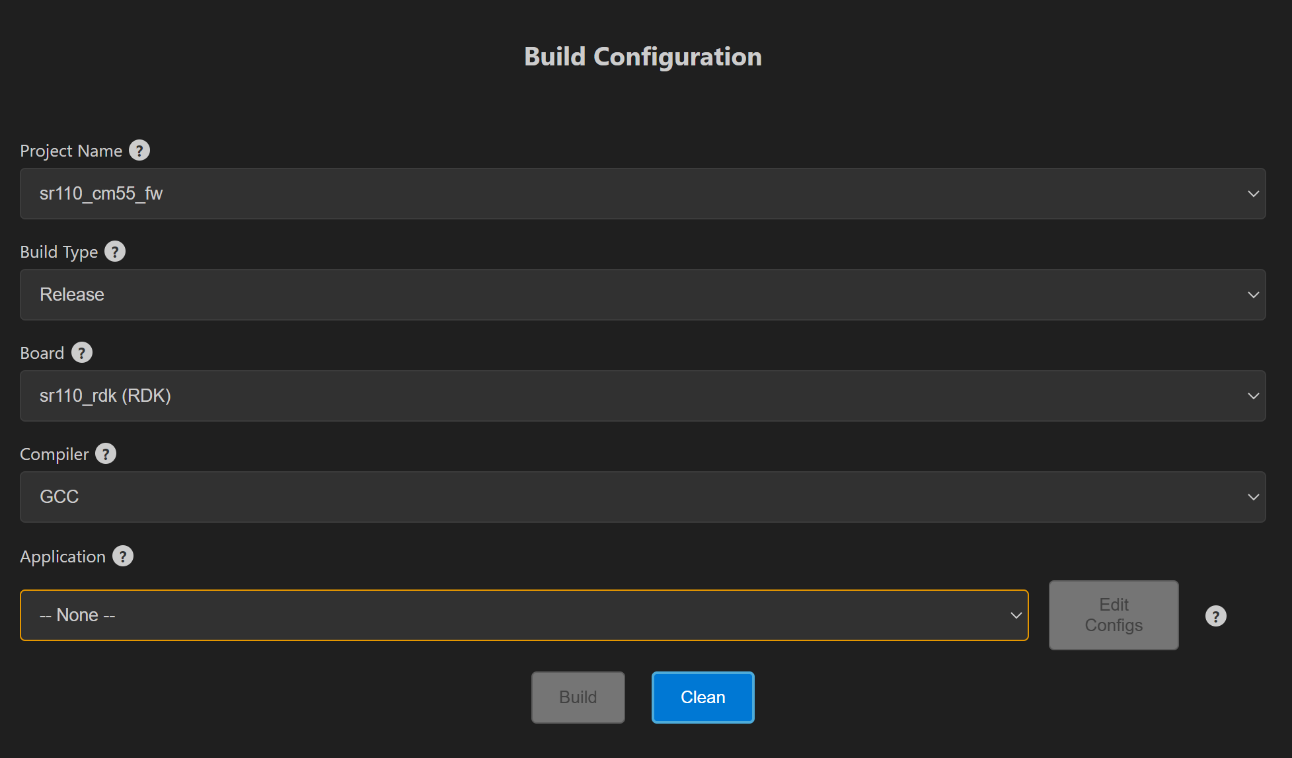 Build Configuration
Project Name ?
sr110_cm55_fw
Build Type ?
Release
Board ?
sr110_rdk (RDK)
Compiler ?
GCC
Application ?
-- None --
Edit
Configs
?
Build
Clean